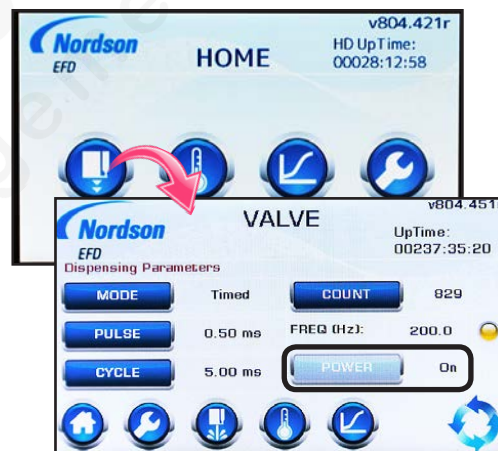 v804.421r
Nordson
EFD
HOME
HD UpTime:
00028:12:58
v804.451r
Nordson
EFD
VALVE
UpTime:
00237:35:20
Dispensing Parameters
MODE Timed COUNT 829
PULSE 0.50 ms FREQ (Hz): 200.0
CYCLE 5.00 ms POWER On